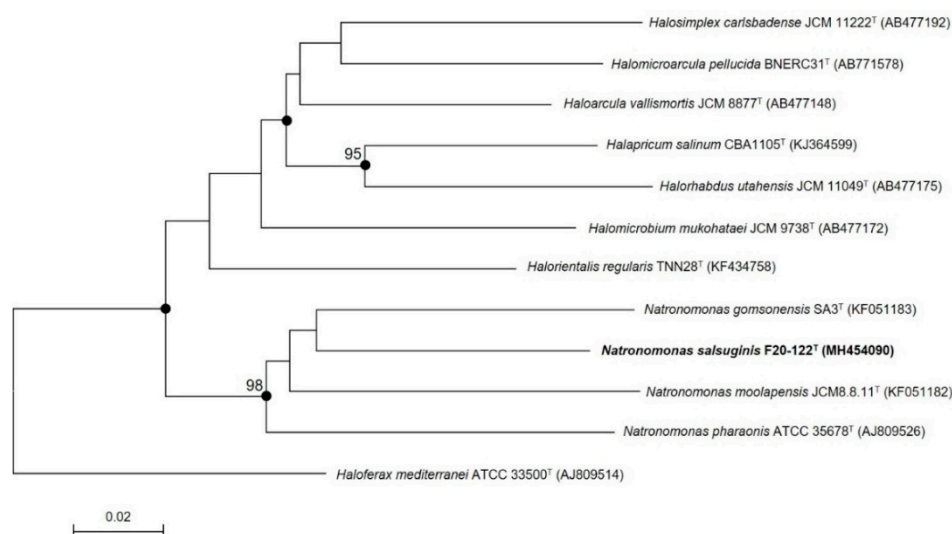 Halosimplex carlsbadense JCM 11222ᵀ (AB477192)
Halomicroarcula pellucida BNERC31ᵀ (AB771578)
Haloarcula vallismortis JCM 8877ᵀ (AB477148)
95
Halapricum salinum CBA1105ᵀ (KJ364599)
Halorhabdus utahensis JCM 11049ᵀ (AB477175)
Halomicrobium mukohataei JCM 9738ᵀ (AB477172)
Halorientalis regularis TNN28ᵀ (KF434758)
Natronomonas gomsonensis SA3ᵀ (KF051183)
Natronomonas salsuginis F20-122ᵀ (MH454090)
98
Natronomonas moolapensis JCM8.8.11ᵀ (KF051182)
Natronomonas pharaonis ATCC 35678ᵀ (AJ809526)
Haloferax mediterranei ATCC 33500ᵀ (AJ809514)
0.02